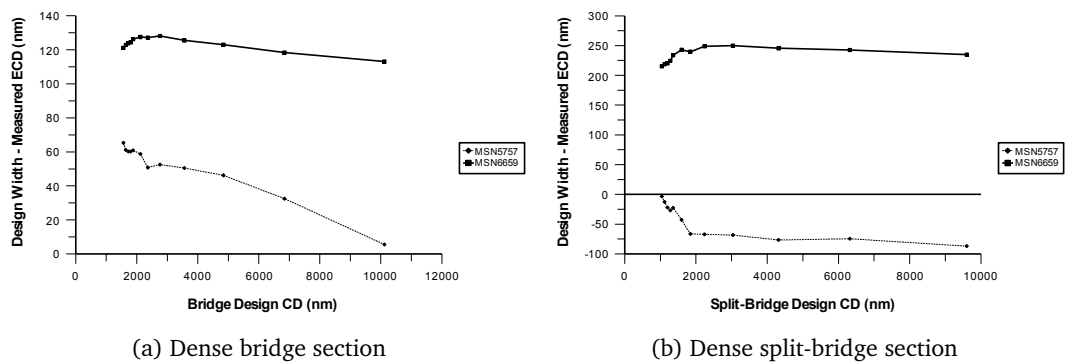 Design Width - Measured ECD (nm)
140
120
100
80
60
40
20
0
0 2000 4000 6000 8000 10000 12000
Bridge Design CD (nm)
MSN5757
MSN6659
(a) Dense bridge section
Design Width - Measured ECD (nm)
300
250
200
150
100
50
0
-50
-100
0 2000 4000 6000 8000 10000
Split-Bridge Design CD (nm)
MSN5757
MSN6659
(b) Dense split-bridge section